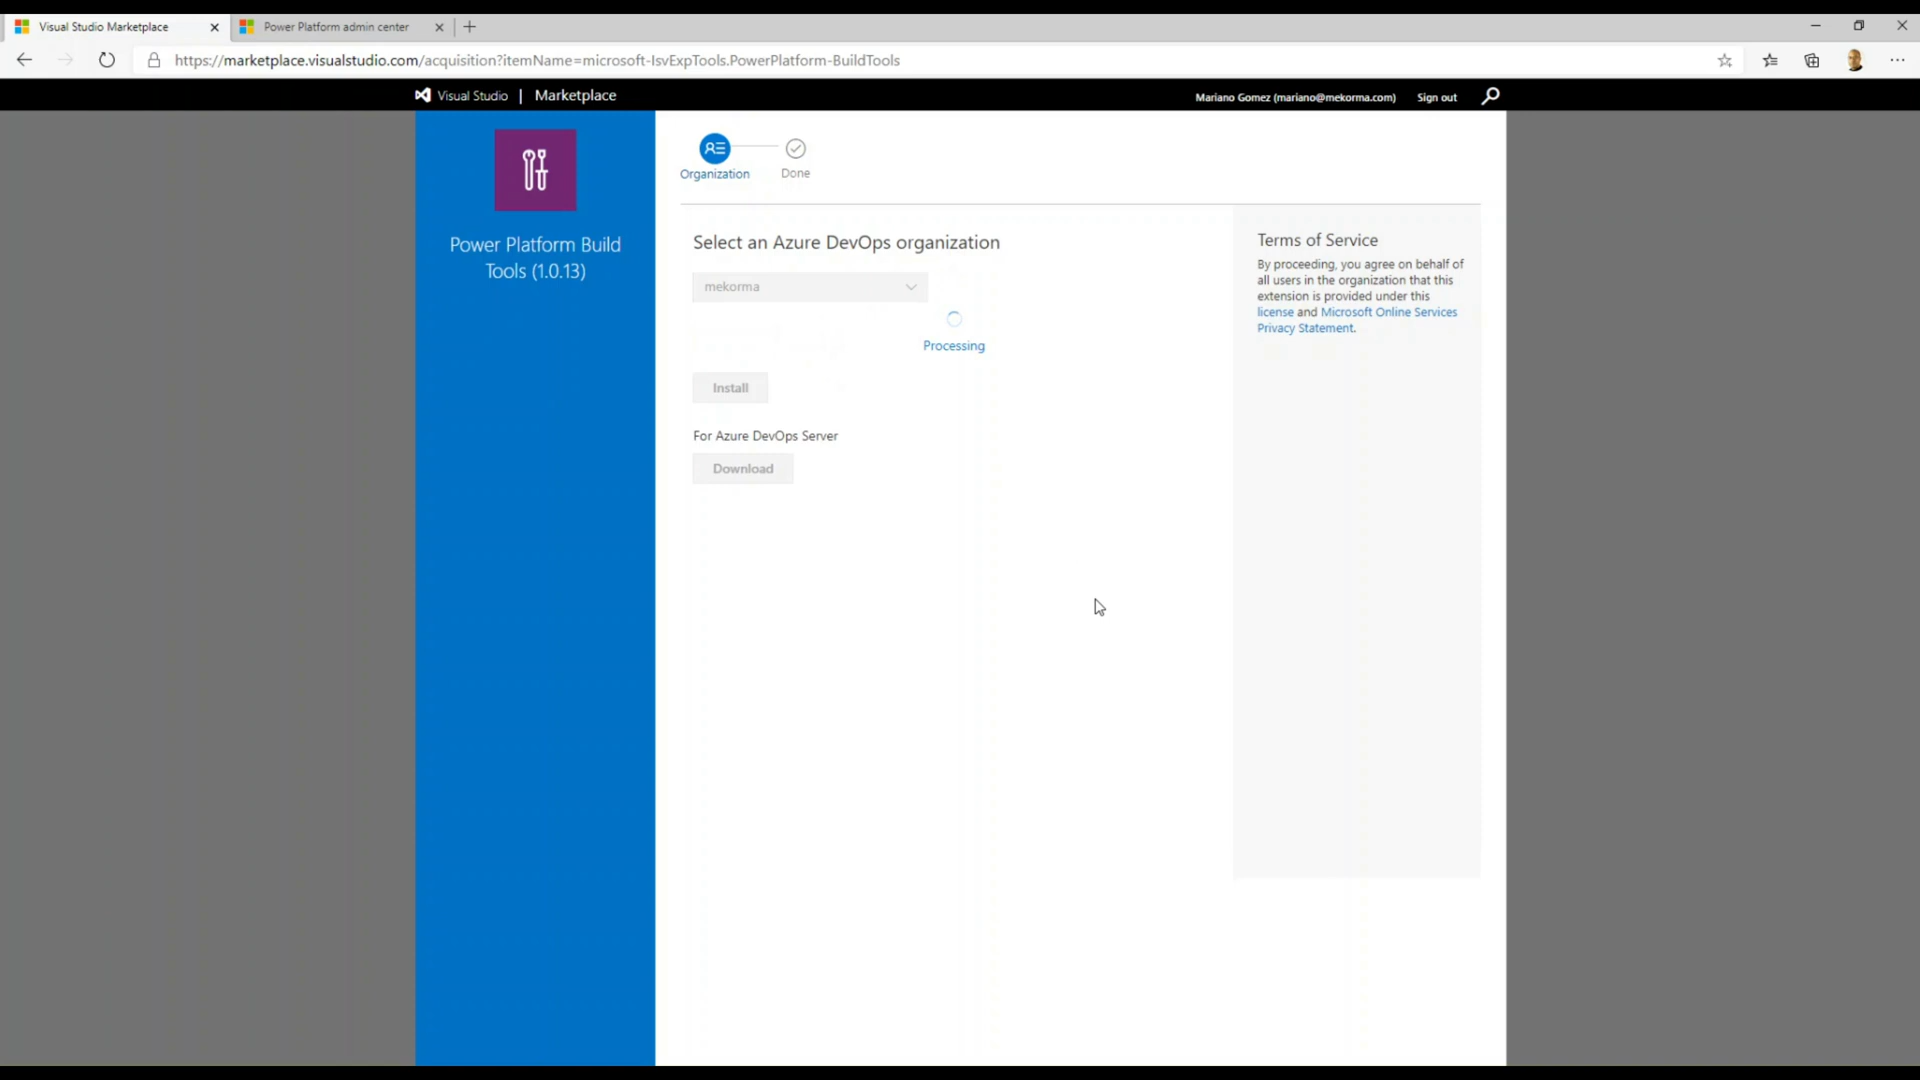 Visual Studio Marketplace
Power Platform admin center
https://marketplace.visualstudio.com/acquisition?itemName=microsoft-IsvExpTools.PowerPlatform-BuildTools
Visual Studio | Marketplace
Mariano Gomez (mariano@mekorma.com)
Sign out
Power Platform Build
Tools (1.0.13)
Organization
Done
Select an Azure DevOps organization
mekorma
Processing
Install
For Azure DevOps Server
Download
Terms of Service
By proceeding, you agree on behalf of
all users in the organization that this
extension is provided under this
license and Microsoft Online Services
Privacy Statement.